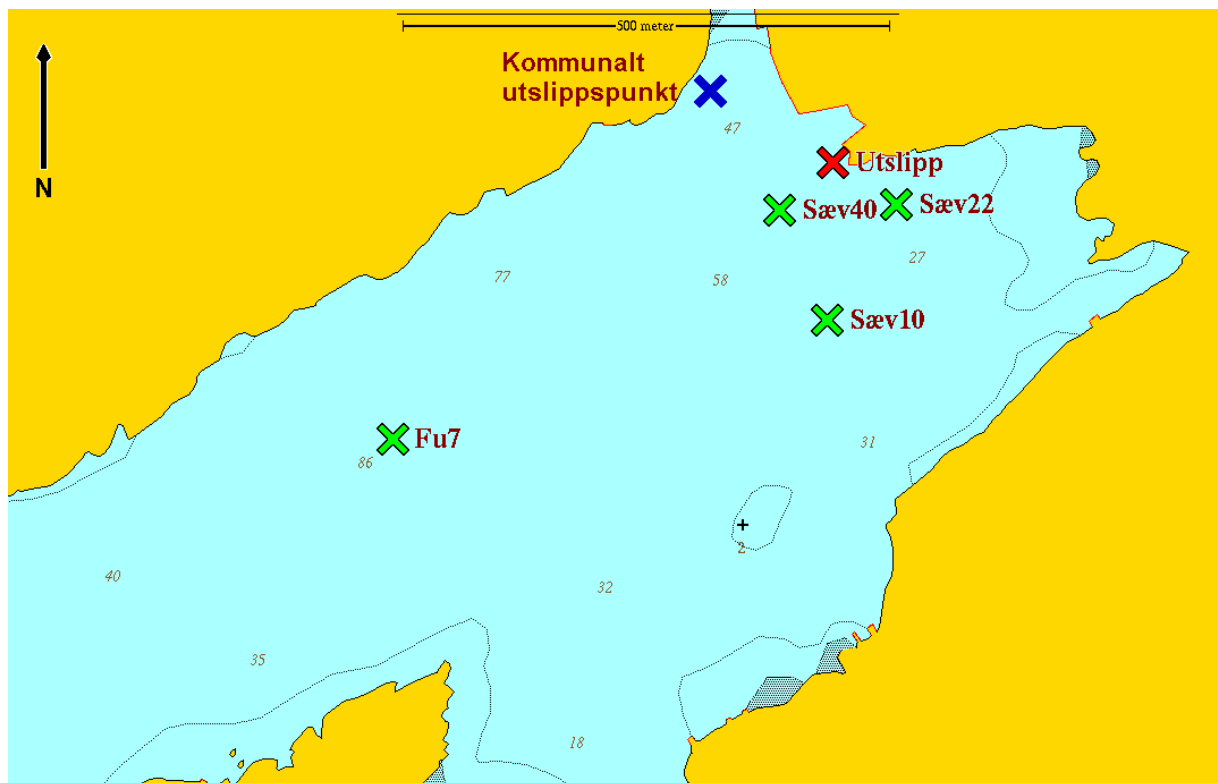 500 meter
Kommunalt
utslippspunkt
47
Utslipp
N
Sæv40
Sæv22
27
77
58
Sæv10
Fu7
86
31
2
40
32
35
18